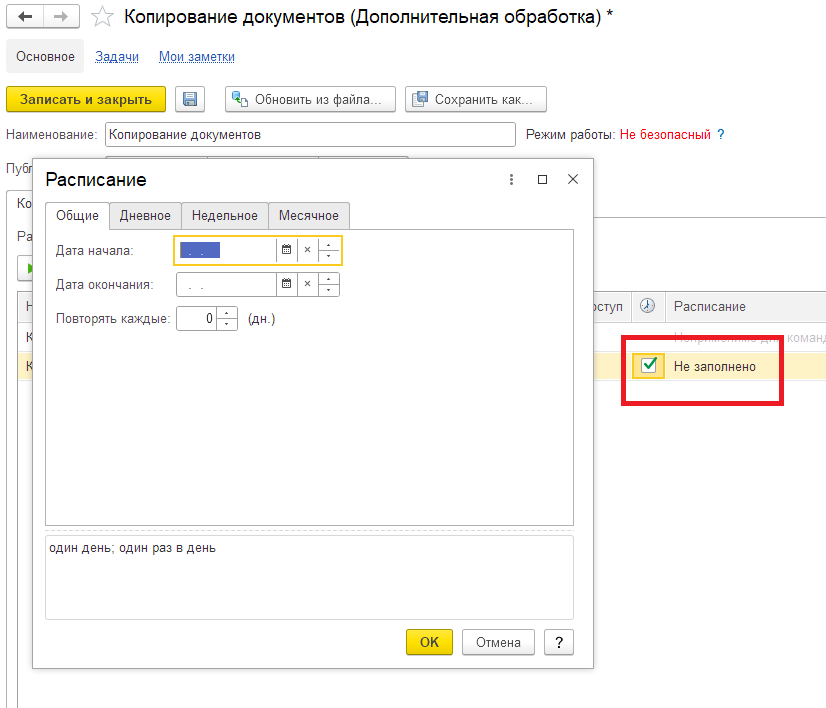 Копирование документов (Дополнительная обработка) *
Основное Задачи Мои заметки
Записать и закрыть Обновить из файла... Сохранить как...
Наименование: Копирование документов Режим работы: Не безопасный ?
Расписание
Общие Дневное Недельное Месячное
Дата начала: . .
Дата окончания: . .
Повторять каждые: 0 (дн.)
Расписание
Не заполнено
один день; один раз в день
OK Отмена ?